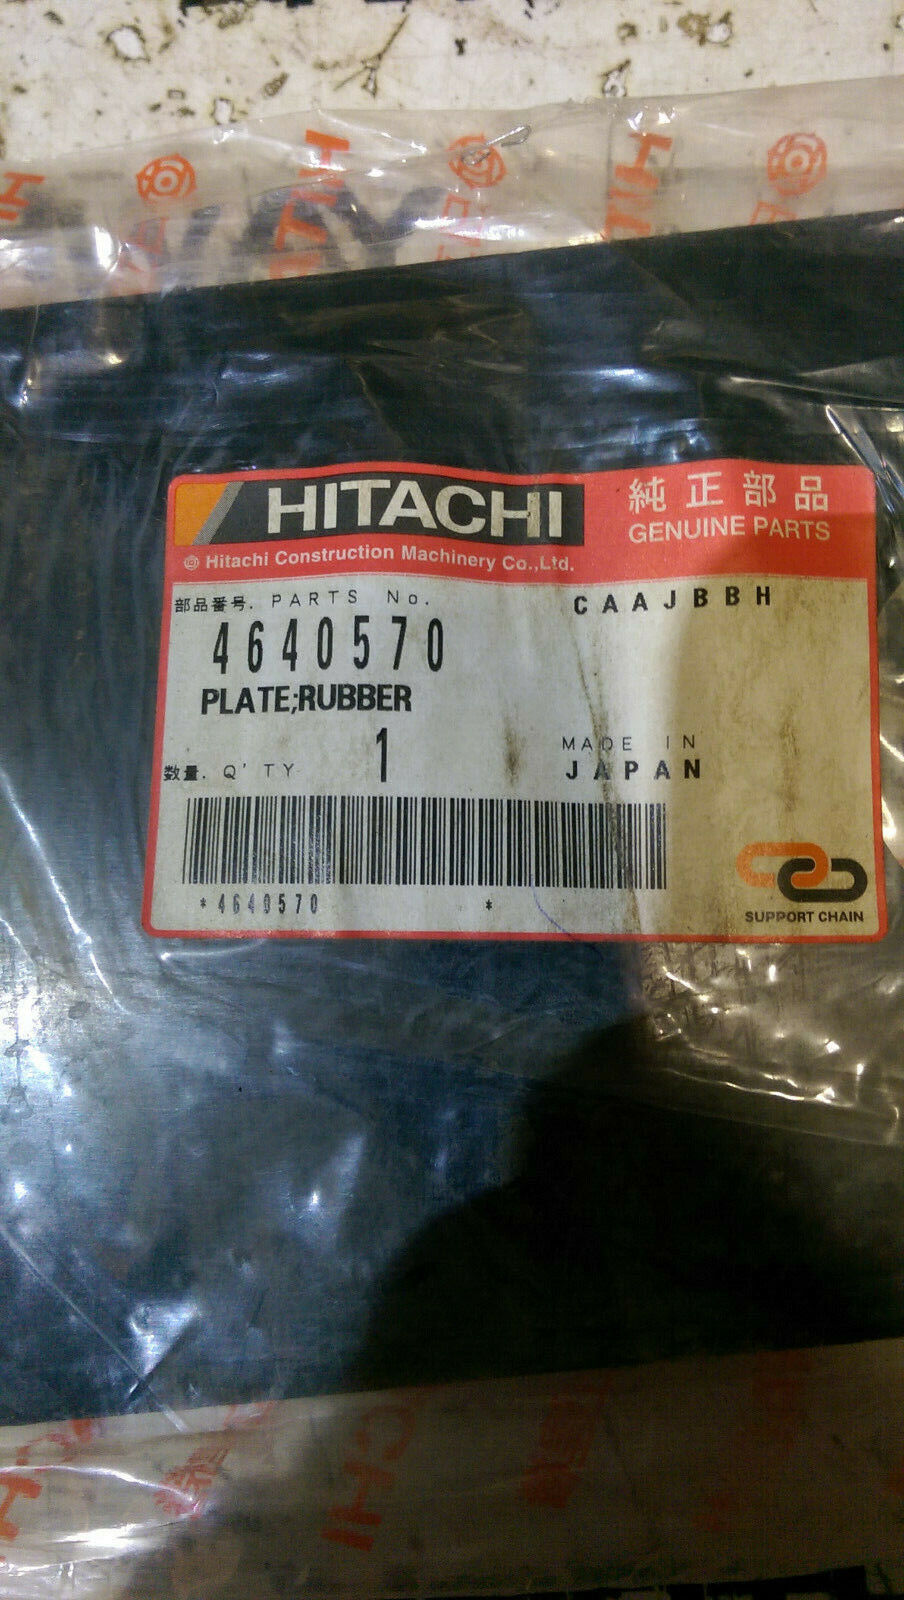 HITACHI
純正部品
GENUINE PARTS
Hitachi Construction Machinery Co.,Ltd.
部品番号. PARTS No.
CAAJBBH
4640570
PLATE;RUBBER
数量. Q'TY 1
MADE IN
JAPAN
*4640570 *
SUPPORT CHAIN